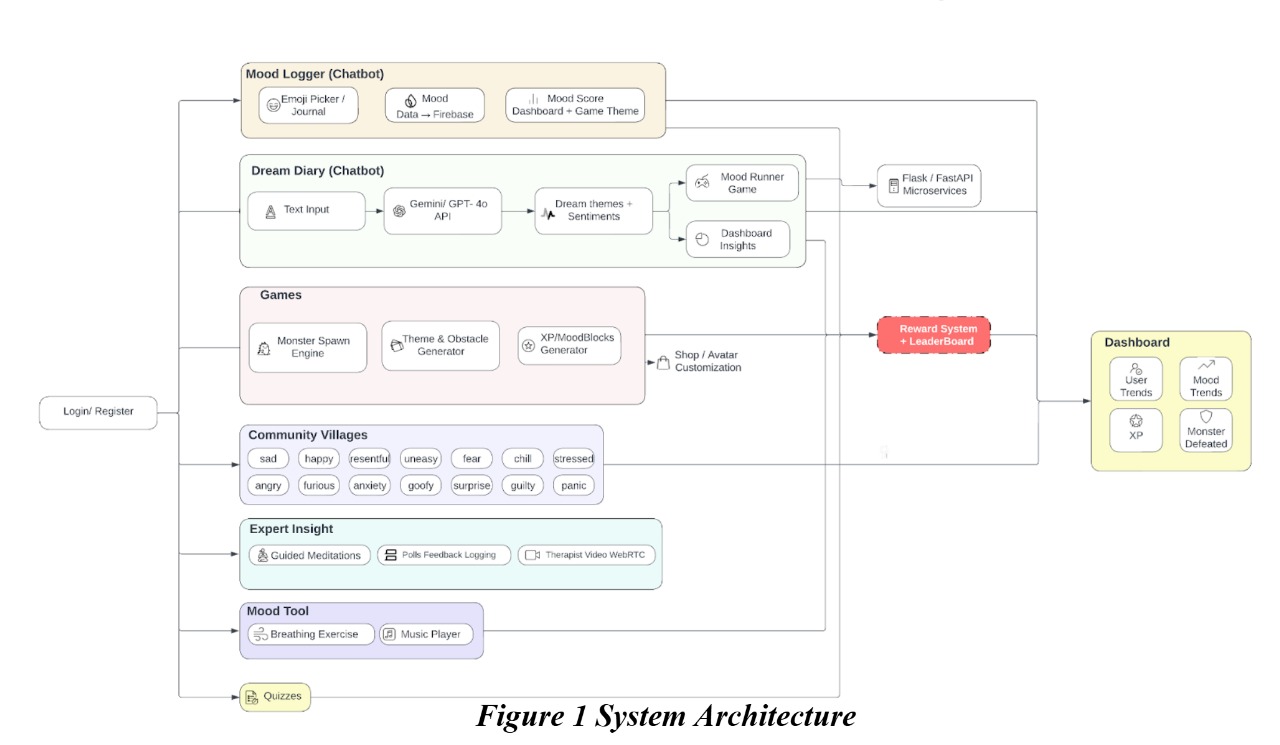 Mood Logger (Chatbot)
Emoji Picker /
Journal
Mood
Data → Firebase
Mood Score
Dashboard + Game Theme
Dream Diary (Chatbot)
Text Input
Gemini/ GPT- 4o
API
Dream themes +
Sentiments
Mood Runner
Game
Dashboard
Insights
Flask / FastAPI
Microservices
Games
Monster Spawn
Engine
Theme & Obstacle
Generator
XP/MoodBlocks
Generator
Shop / Avatar
Customization
Reward System
+ LeaderBoard
Dashboard
User
Trends
Mood
Trends
XP
Monster
Defeated
Login/ Register
Community Villages
sad
happy
resentful
uneasy
fear
chill
stressed
angry
furious
anxiety
goofy
surprise
guilty
panic
Expert Insight
Guided Meditations
Polls Feedback Logging
Therapist Video WebRTC
Mood Tool
Breathing Exercise
Music Player
Quizzes
Figure 1 System Architecture